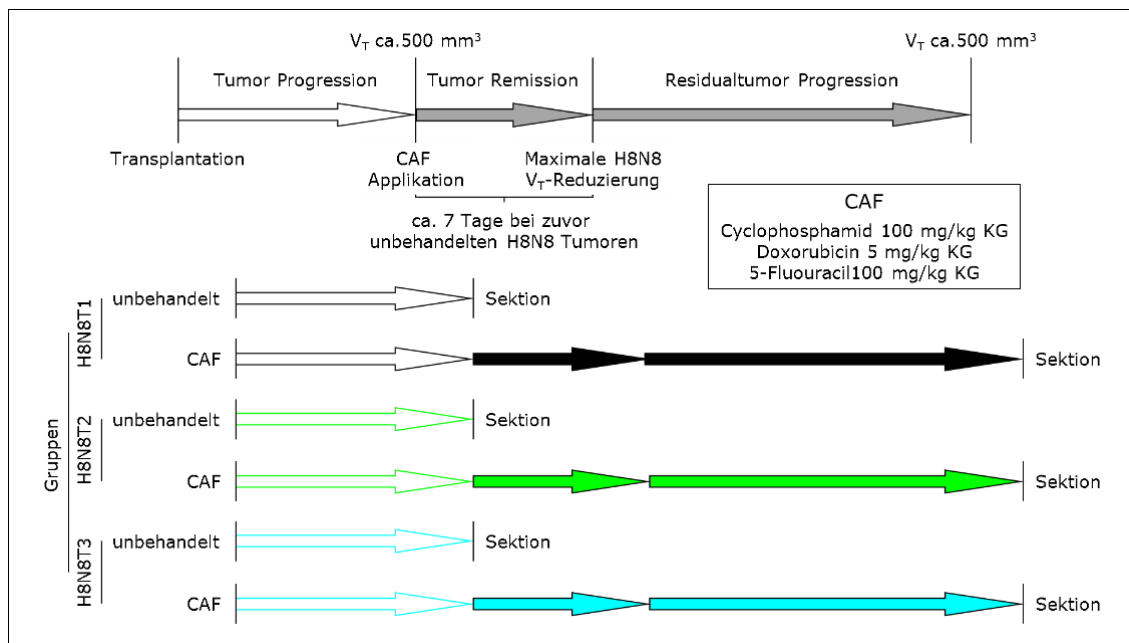 V_T ca.500 mm³ V_T ca.500 mm³
Tumor Progression Tumor Remission Residualtumor Progression
Transplantation CAF Maximale H8N8
Applikation V_T-Reduzierung
ca. 7 Tage bei zuvor
unbehandelten H8N8 Tumoren
CAF
Cyclophosphamid 100 mg/kg KG
Doxorubicin 5 mg/kg KG
5-Fluouracil100 mg/kg KG
Gruppen
H8N8T1
unbehandelt Sektion
CAF Sektion
H8N8T2
unbehandelt Sektion
CAF Sektion
H8N8T3
unbehandelt Sektion
CAF Sektion